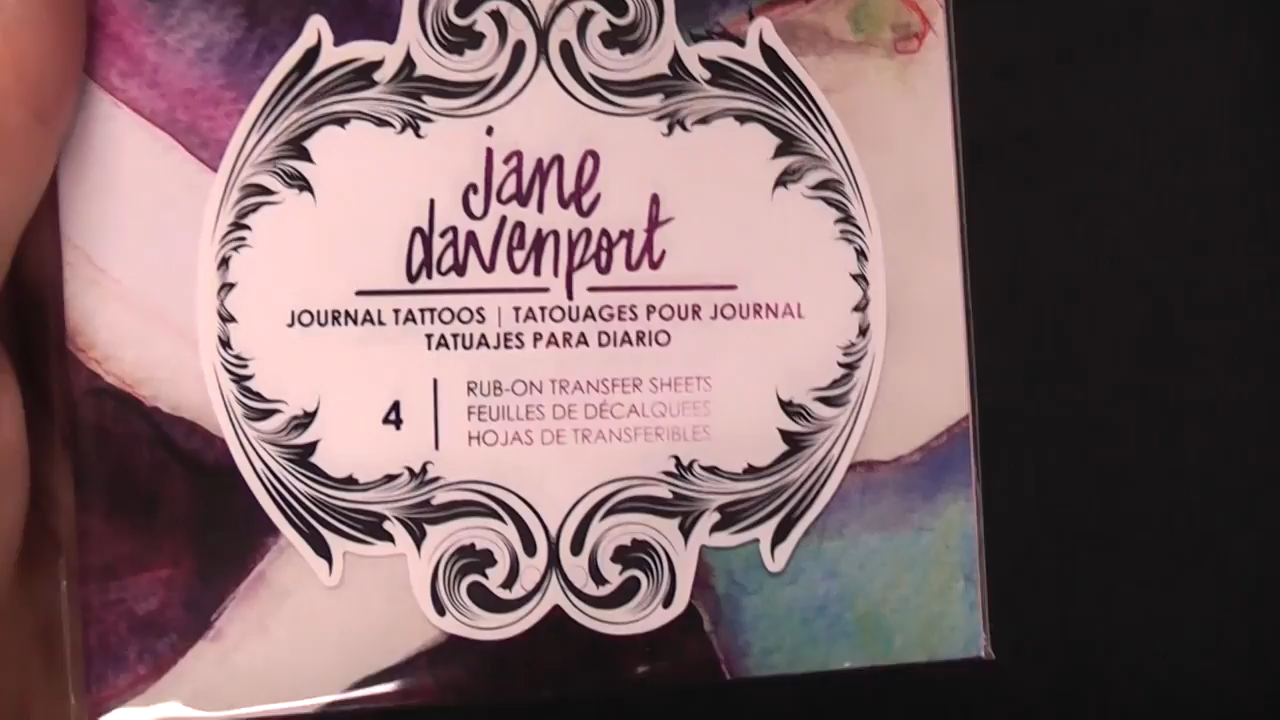 jane
davenport
JOURNAL TATTOOS | TATOUAGES POUR JOURNAL
TATUAJES PARA DIARIO
4
RUB-ON TRANSFER SHEETS
FEUILLES DE DÉCALQUÉES
HOJAS DE TRANSFERIBLES